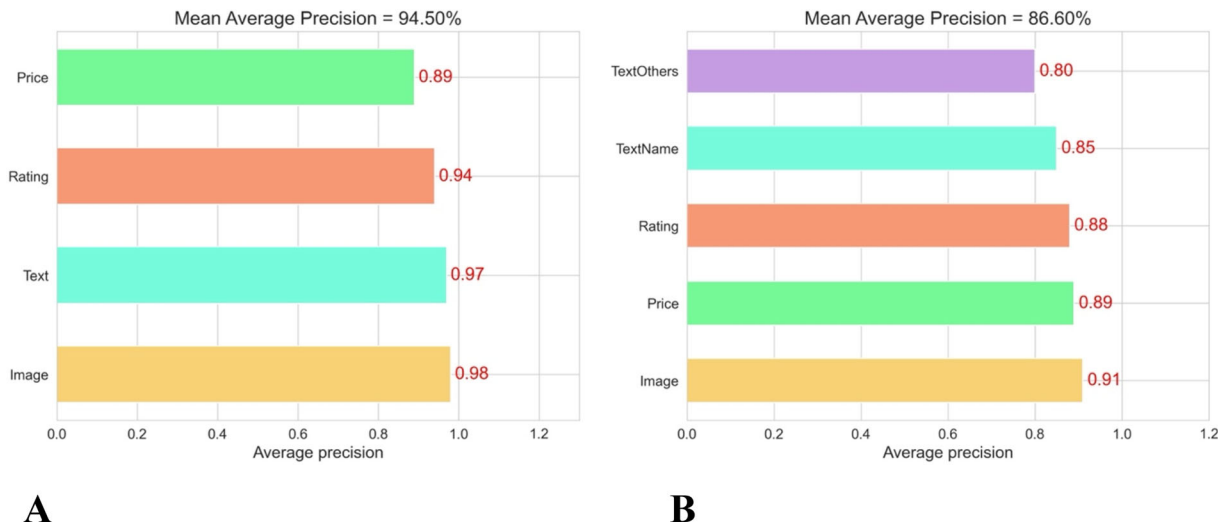 Mean Average Precision = 94.50%
Price
0.89
Rating
0.94
Text
0.97
Image
0.98
0.0 0.2 0.4 0.6 0.8 1.0 1.2
Average precision
A
Mean Average Precision = 86.60%
TextOthers
0.80
TextName
0.85
Rating
0.88
Price
0.89
Image
0.91
0.0 0.2 0.4 0.6 0.8 1.0 1.2
Average precision
B